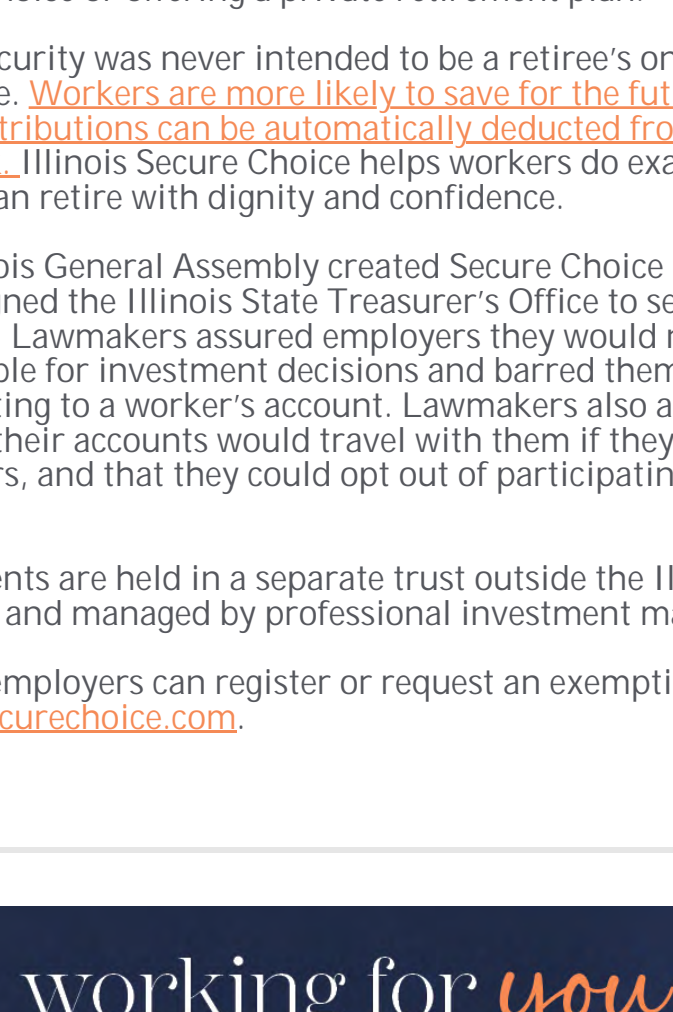 a private retirement plan.
curity was never intended to be a retiree's on
e. Workers are more likely to save for the fut
tributions can be automatically deducted fro
. Illinois Secure Choice helps workers do exa
an retire with dignity and confidence.
ois General Assembly created Secure Choice
ned the Illinois State Treasurer's Office to se
. Lawmakers assured employers they would n
ble for investment decisions and barred them
ting to a worker's account. Lawmakers also a
their accounts would travel with them if they
rs, and that they could opt out of participatin
ents are held in a separate trust outside the Il
and managed by professional investment ma
employers can register or request an exempti
curechoice.com.
working for you